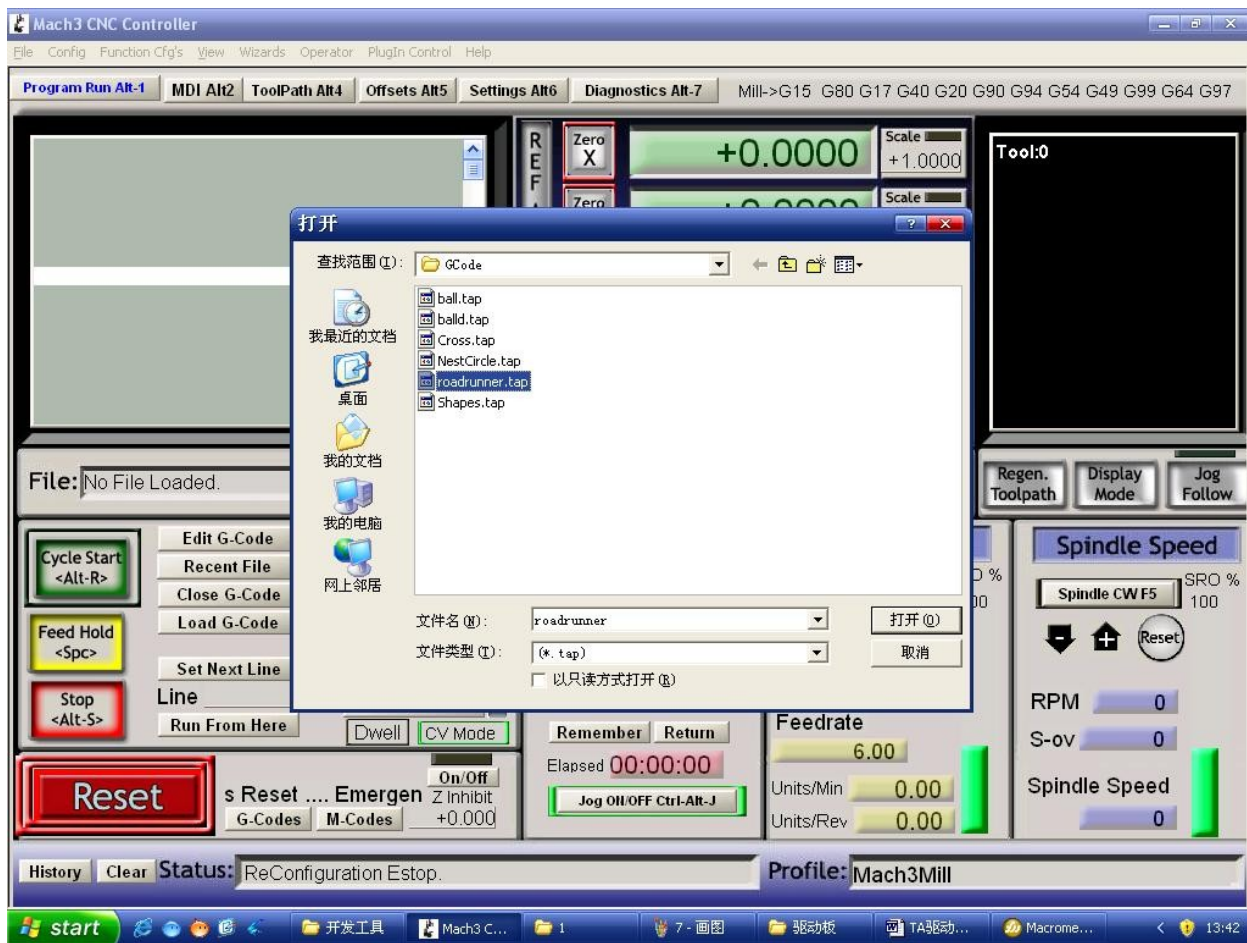 Mach3 CNC Controller
File Config Function Cfg's View Wizards Operator PlugIn Control Help
Program Run Alt-1 MDI Alt2 ToolPath Alt4 Offsets Alt5 Settings Alt6 Diagnostics Alt-7 Mill->G15 G80 G17 G40 G20 G90 G94 G54 G49 G99 G64 G97
REF
Zero X +0.0000 Scale +1.0000
Tool:0
Zero Scale
打开
查找范围(I): GCode
我最近的文档
桌面
我的文档
我的电脑
网上邻居
ball.tap
balld.tap
Cross.tap
NestCircle.tap
roadrunner.tap
Shapes.tap
文件名(N): roadrunner 打开(O)
文件类型(T): (*.tap) 取消
以只读方式打开(R)
File: No File Loaded.
Regen. Toolpath Display Mode Jog Follow
Cycle Start <Alt-R>
Feed Hold <Spc>
Stop <Alt-S>
Edit G-Code
Recent File
Close G-Code
Load G-Code
Set Next Line
Line
Run From Here
Dwell CV Mode
Remember Return
Elapsed 00:00:00
Jog ON/OFF Ctrl-Alt-J
Reset
s Reset .... Emergen
G-Codes M-Codes
On/Off
Z Inhibit
+0.000
Feedrate
6.00
Units/Min 0.00
Units/Rev 0.00
Spindle Speed
Spindle CW F5 SRO % 100
Reset
RPM 0
S-ov 0
Spindle Speed
0
History Clear Status: ReConfiguration Estop. Profile: Mach3Mill
start 开发工具 Mach3 C... 1 7 - 画图 驱动板 TA驱动... Macrome... 13:42